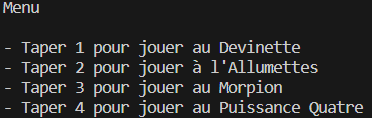 Menu
- Taper 1 pour jouer au Devinette
- Taper 2 pour jouer à l'Allumettes
- Taper 3 pour jouer au Morpion
- Taper 4 pour jouer au Puissance Quatre